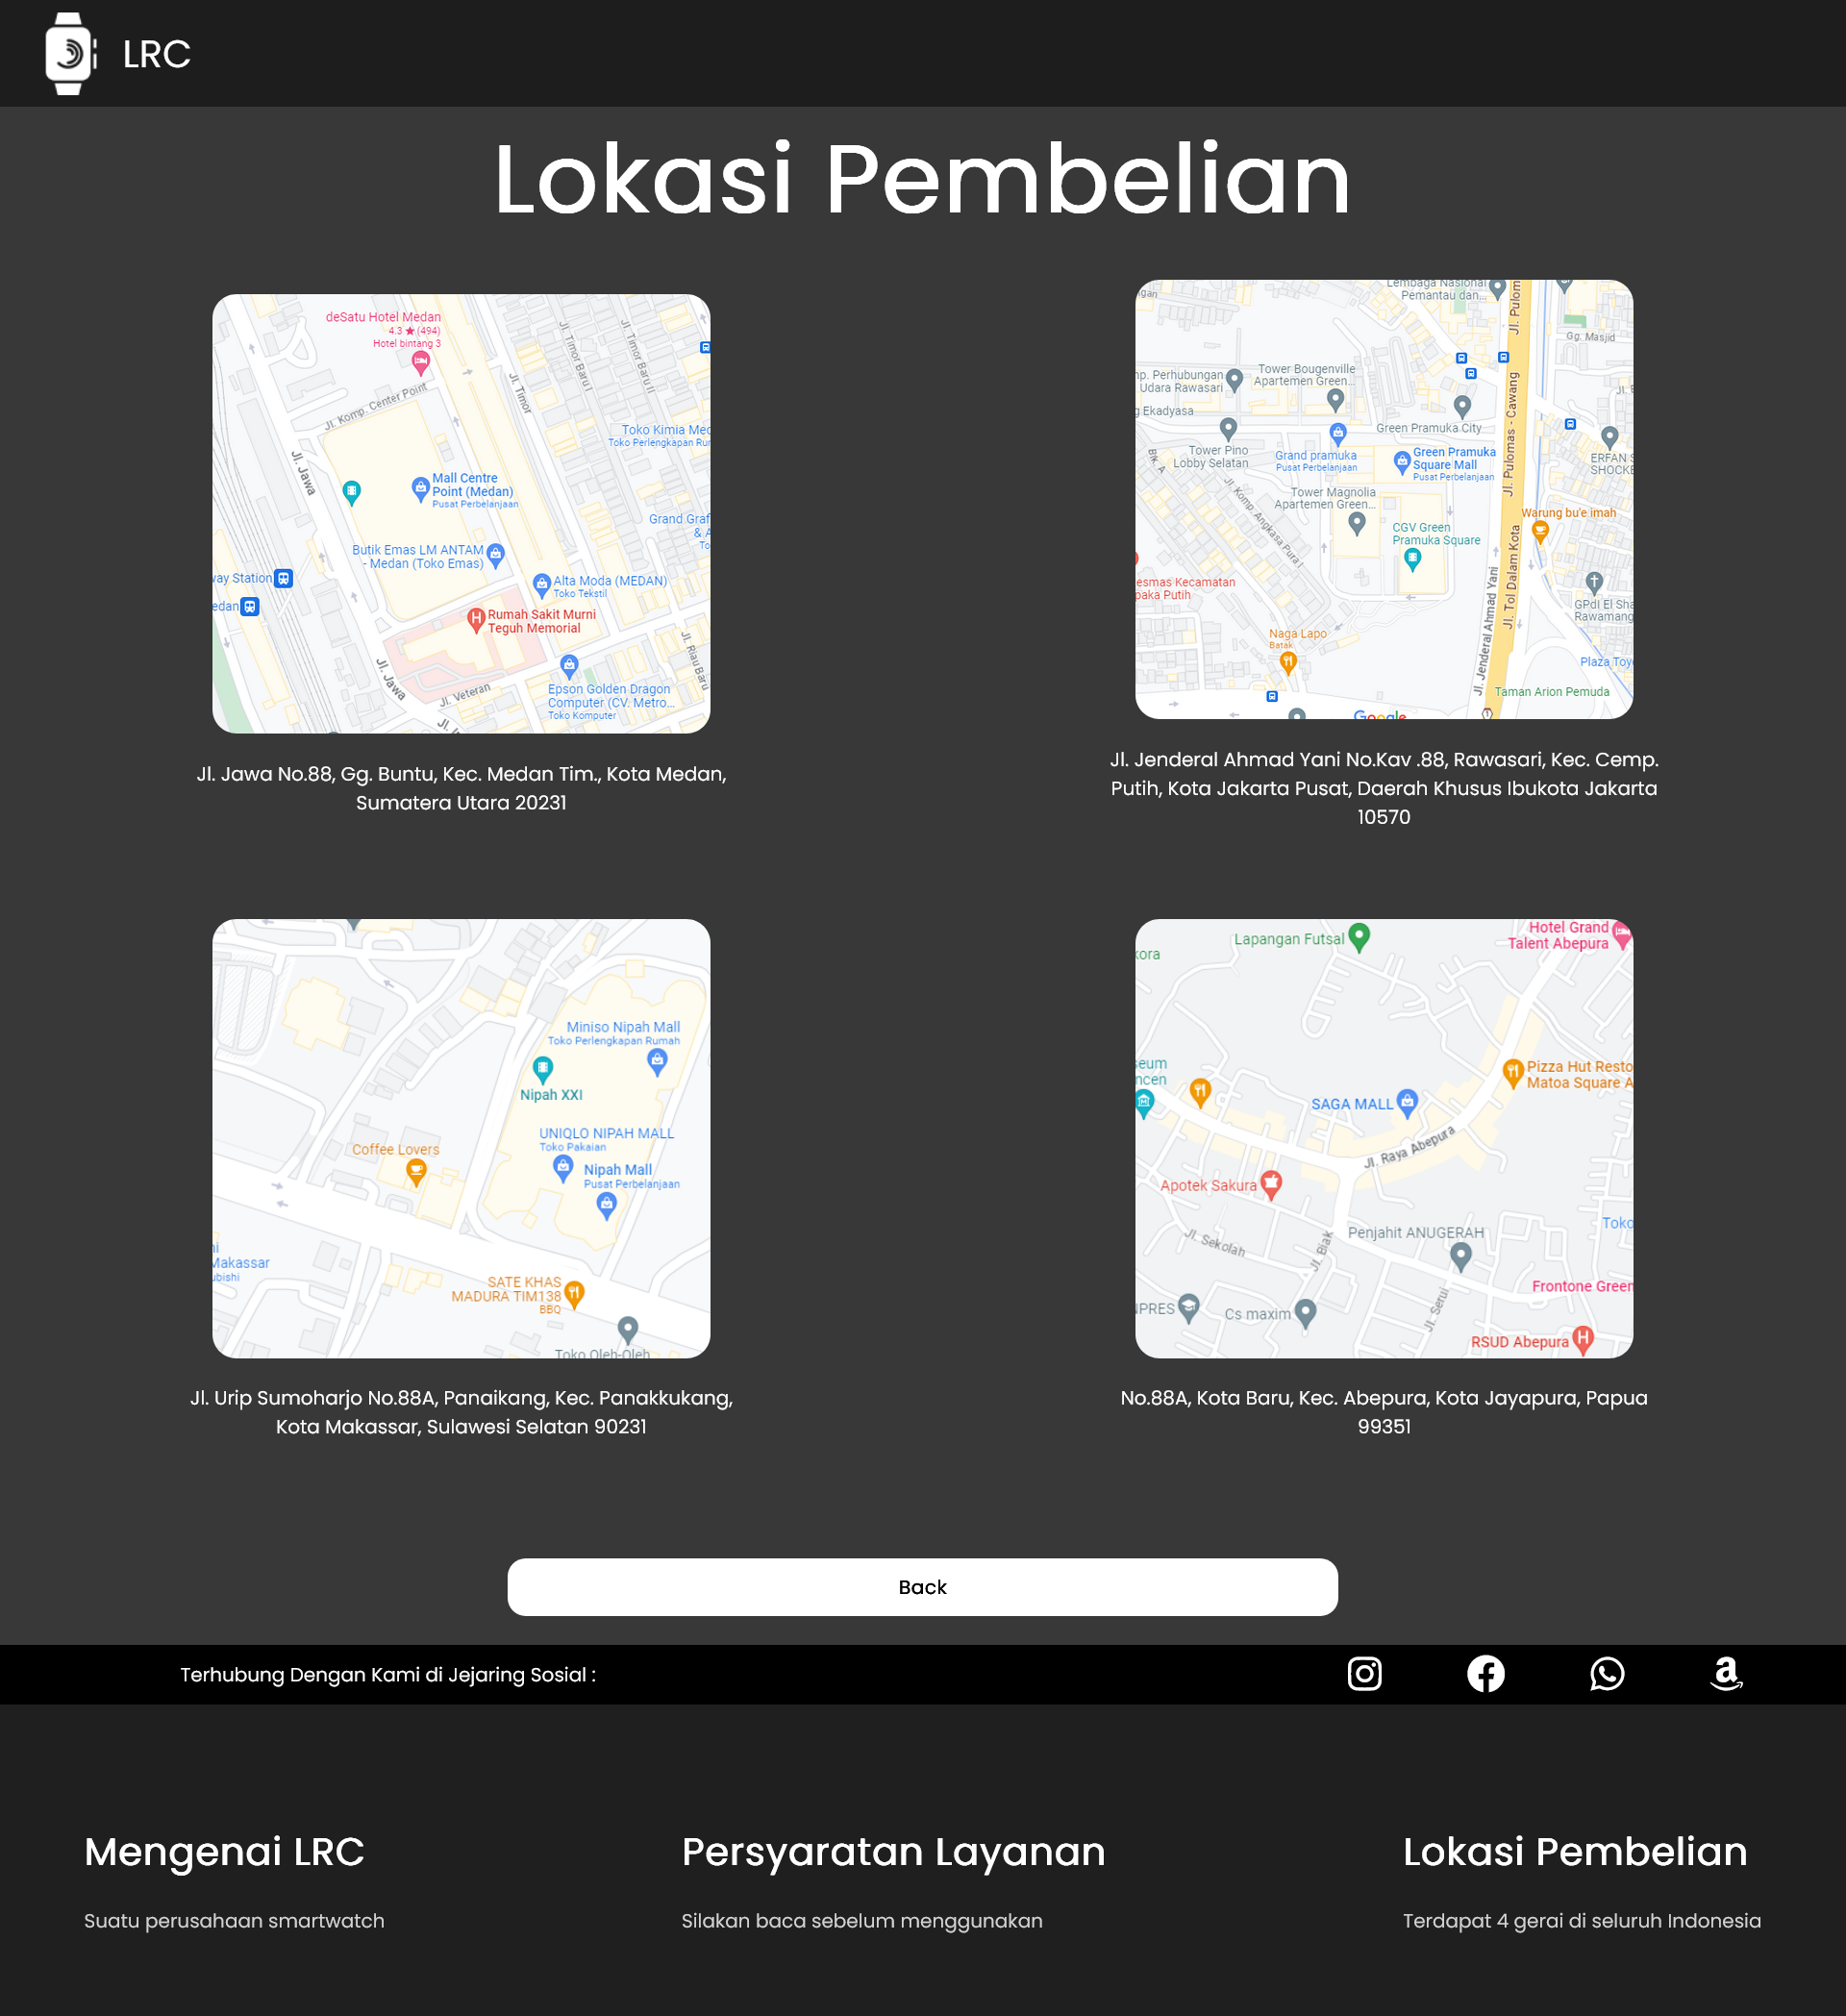 LRC
Lokasi Pembelian
deSatu Hotel Medan
4.3 ★ (494)
Hotel bintang 3
Jl. Komp. Center Point
Jl. Timor
Jl. Timor Baru I
Jl. Timor Baru II
Toko Kimia Med
Toko Perlengkapan Rur
Jl. Jawa
Mall Centre
Point (Medan)
Pusat Perbelanjaan
Grand Graf
& A
To
Butik Emas LM ANTAM
- Medan (Toko Emas)
way Station
edan
Alta Moda (MEDAN)
Toko Tekstil
Rumah Sakit Murni
Teguh Memorial
Jl. Jawa
Jl. Veteran
Jl. Riau Baru
Epson Golden Dragon
Computer (CV. Metro...
Toko Komputer
Jl. Jawa No.88, Gg. Buntu, Kec. Medan Tim., Kota Medan,
Sumatera Utara 20231
Lembaga Nasional
Pemantau dan...
ngan
Jl. Pulom
Gg. Masjid
np. Perhubungan
Udara Rawasari
Tower Bougenville
Apartemen Green...
g Ekadyasa
Green Pramuka City
Jl. Pulomas - Cawang
Tower Pino
Lobby Selatan
Blk. A
Grand pramuka
Pusat Perbelanjaan
Green Pramuka
Square Mall
Pusat Perbelanjaan
ERFAN S
SHOCKE
Jl. Komp. Angkasa Pura I
Tower Magnolia
Apartemen Green...
Warung bu'e imah
CGV Green
Pramuka Square
Jl. Tol Dalam Kota
esmas Kecamatan
paka Putih
Jl. Jenderal Ahmad Yani
GPdI El Sha
Rawamang
Naga Lapo
Batak
Plaza Toyo
Taman Arion Pemuda
Google
Jl. Jenderal Ahmad Yani No.Kav .88, Rawasari, Kec. Cemp.
Putih, Kota Jakarta Pusat, Daerah Khusus Ibukota Jakarta
10570
Miniso Nipah Mall
Toko Perlengkapan Rumah
Nipah XXI
UNIQLO NIPAH MALL
Toko Pakaian
Coffee Lovers
Nipah Mall
Pusat Perbelanjaan
ni
Makassar
ubishi
SATE KHAS
MADURA TIM138
BBQ
Toko Oleh-Oleh
Jl. Urip Sumoharjo No.88A, Panaikang, Kec. Panakkukang,
Kota Makassar, Sulawesi Selatan 90231
Hotel Grand
Talent Abepura
Lapangan Futsal
kora
seum
ncen
Pizza Hut Resto
Matoa Square A
SAGA MALL
Jl. Raya Abepura
Apotek Sakura
Penjahit ANUGERAH
Toko
Jl. Sekolah
Jl. Biak
Frontone Green
Jl. Serui
NPRES
Cs maxim
RSUD Abepura
No.88A, Kota Baru, Kec. Abepura, Kota Jayapura, Papua
99351
Back
Terhubung Dengan Kami di Jejaring Sosial :
Mengenai LRC
Suatu perusahaan smartwatch
Persyaratan Layanan
Silakan baca sebelum menggunakan
Lokasi Pembelian
Terdapat 4 gerai di seluruh Indonesia